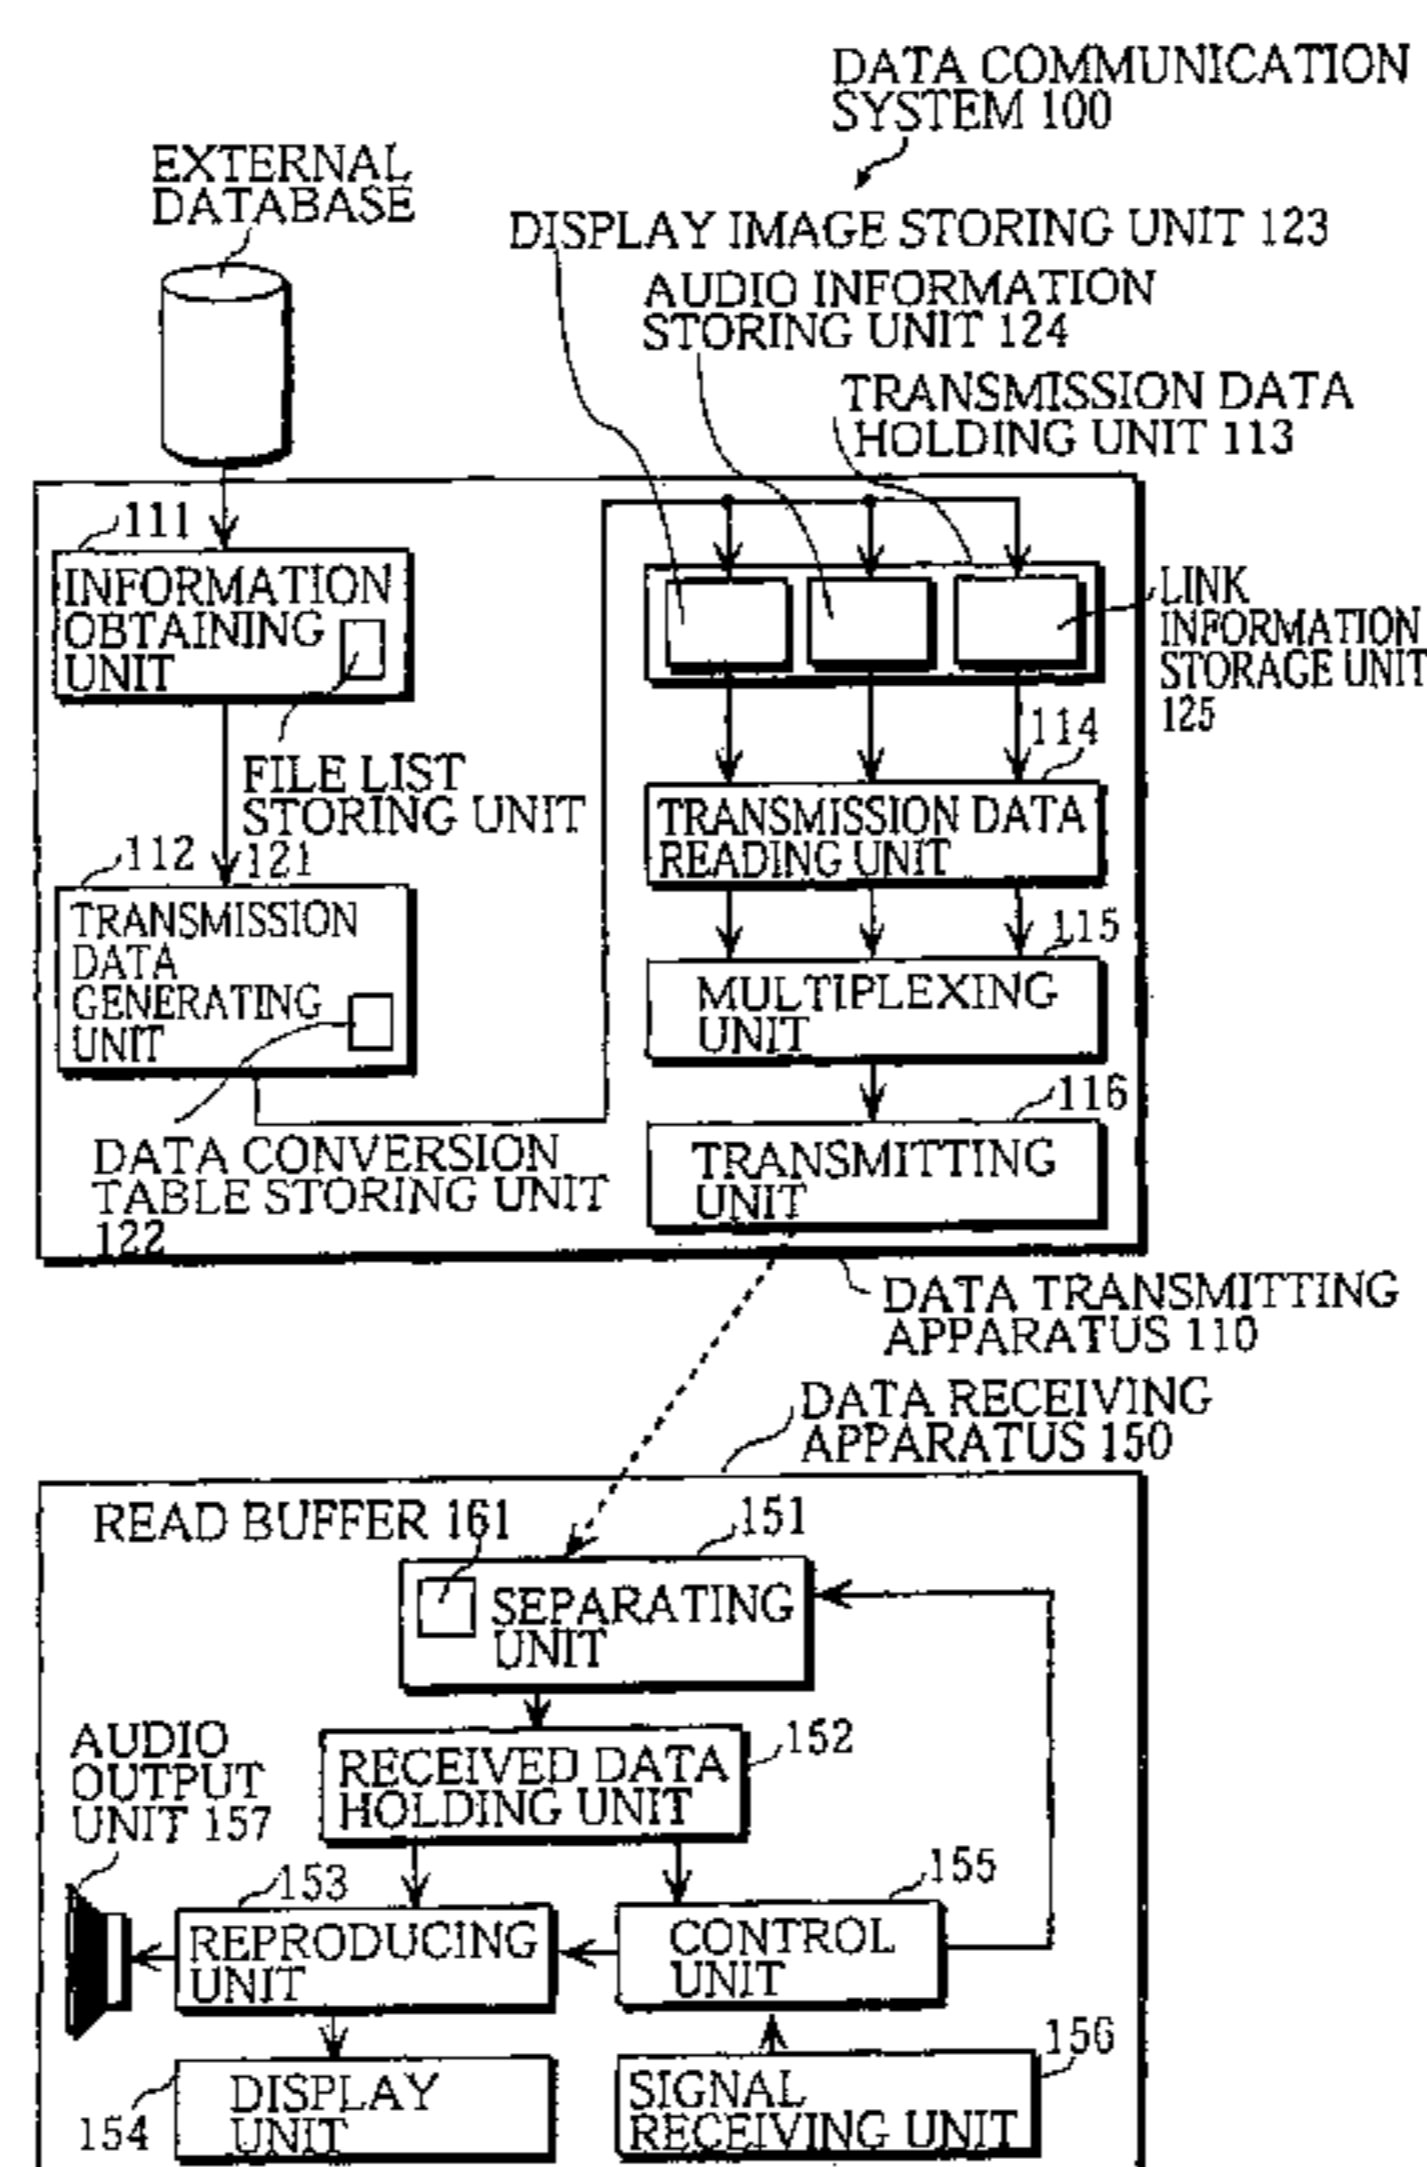 DATA COMMUNICATION
SYSTEM 100
EXTERNAL
DATABASE
DISPLAY IMAGE STORING UNIT 123
AUDIO INFORMATION
STORING UNIT 124
TRANSMISSION DATA
HOLDING UNIT 113
111
INFORMATION
OBTAINING
UNIT
LINK
INFORMATION
STORAGE UNIT
125
FILE LIST
STORING UNIT
121
114
TRANSMISSION DATA
READING UNIT
112
TRANSMISSION
DATA
GENERATING
UNIT
115
MULTIPLEXING
UNIT
116
TRANSMITTING
UNIT
DATA CONVERSION
TABLE STORING UNIT
122
DATA TRANSMITTING
APPARATUS 110
DATA RECEIVING
APPARATUS 150
READ BUFFER 161
151
SEPARATING
UNIT
152
RECEIVED DATA
HOLDING UNIT
AUDIO
OUTPUT
UNIT 157
153
REPRODUCING
UNIT
155
CONTROL
UNIT
154
DISPLAY
UNIT
156
SIGNAL
RECEIVING UNIT